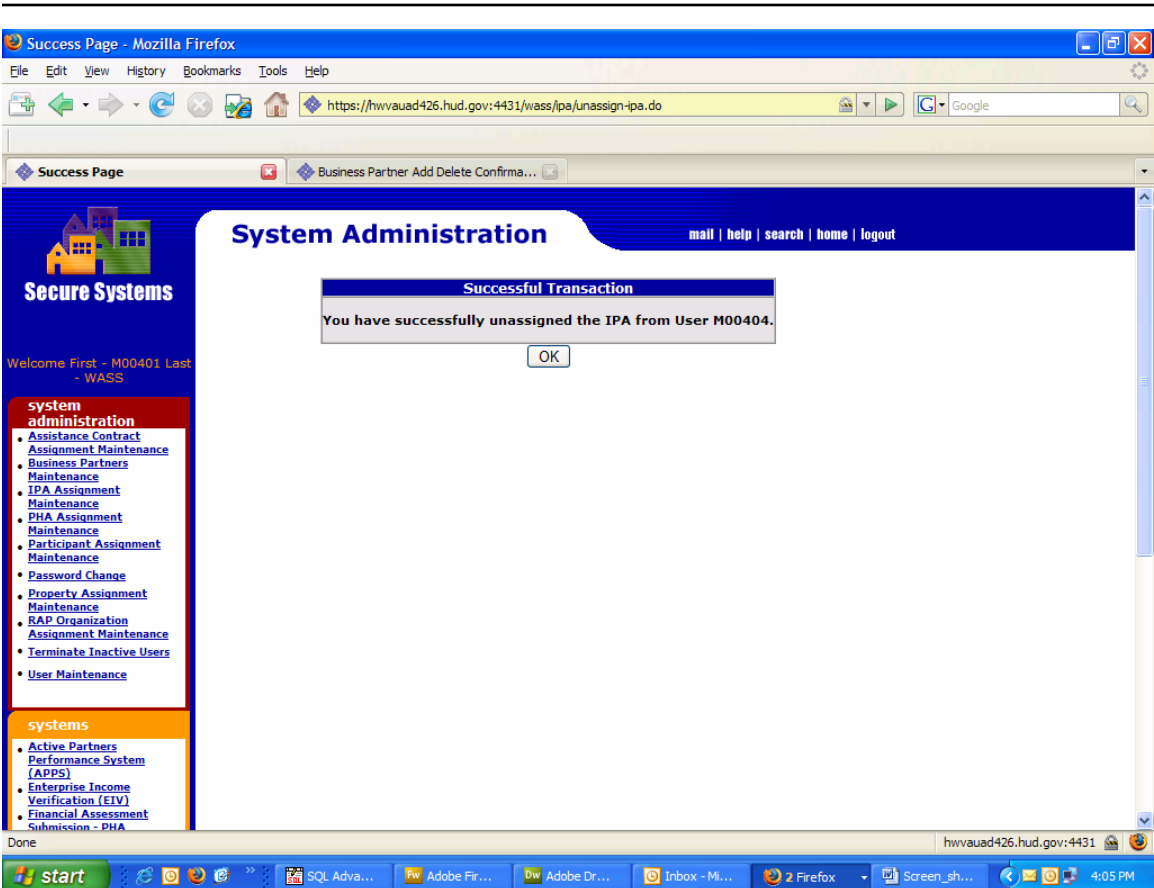 Success Page - Mozilla Firefox
File Edit View History Bookmarks Tools Help
https://hwvauad426.hud.gov:4431/wass/ipa/unassign-ipa.do
G Google
Success Page
Business Partner Add Delete Confirma...
System Administration
mail | help | search | home | logout
Secure Systems
Successful Transaction
You have successfully unassigned the IPA from User M00404.
OK
Welcome First - M00401 Last
- WASS
system
administration
Assistance Contract
Assignment Maintenance
Business Partners
Maintenance
IPA Assignment
Maintenance
PHA Assignment
Maintenance
Participant Assignment
Maintenance
Password Change
Property Assignment
Maintenance
RAP Organization
Assignment Maintenance
Terminate Inactive Users
User Maintenance
systems
Active Partners
Performance System
(APPS)
Enterprise Income
Verification (EIV)
Financial Assessment
Submission - PHA
Done
hwvauad426.hud.gov:4431
start
SQL Adva...
Fw Adobe Fir...
Dw Adobe Dr...
Inbox - Mi...
2 Firefox
Screen_sh...
4:05 PM